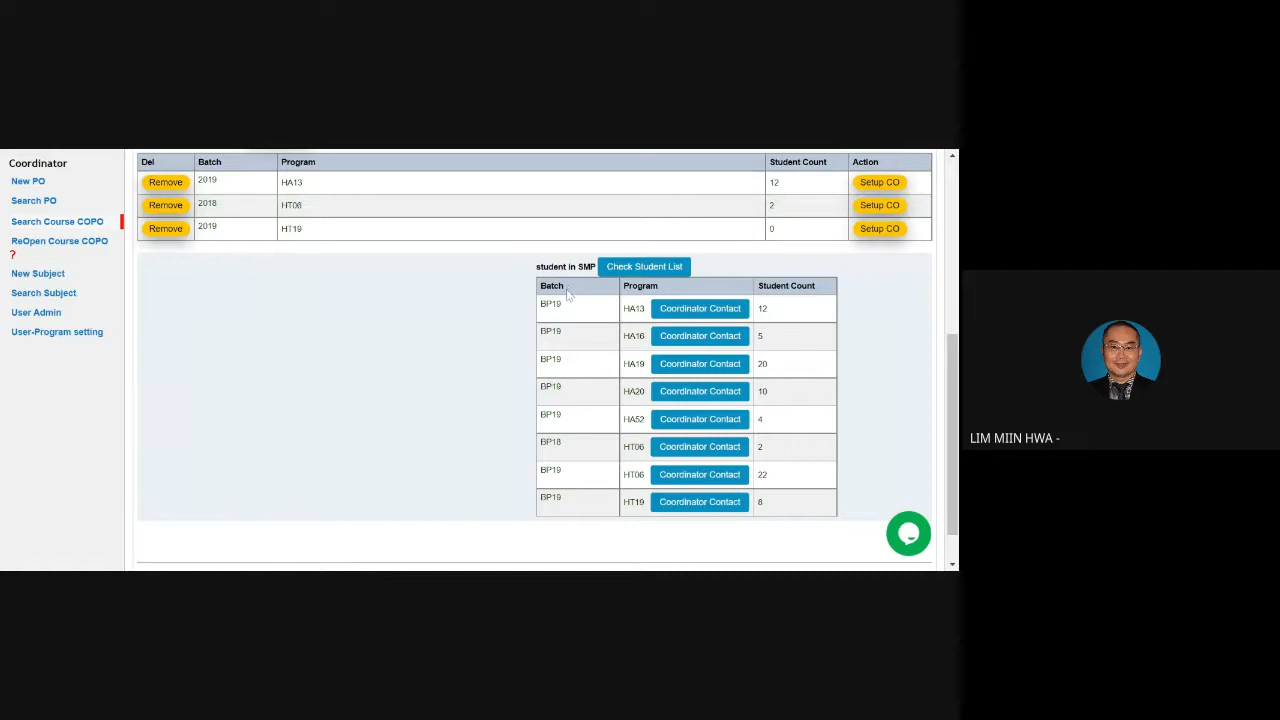 Coordinator
New PO
Search PO
Search Course COPO
ReOpen Course COPO
?
New Subject
Search Subject
User Admin
User-Program setting
Del Batch Program Student Count Action
Remove 2019 HA13 12 Setup CO
Remove 2018 HT06 2 Setup CO
Remove 2019 HT19 0 Setup CO
student in SMP Check Student List
Batch Program Student Count
BP19 HA13 Coordinator Contact 12
BP19 HA16 Coordinator Contact 5
BP19 HA19 Coordinator Contact 20
BP19 HA20 Coordinator Contact 10
BP19 HA52 Coordinator Contact 4
BP18 HT06 Coordinator Contact 2
BP19 HT06 Coordinator Contact 22
BP19 HT19 Coordinator Contact 8
LIM MIIN HWA -